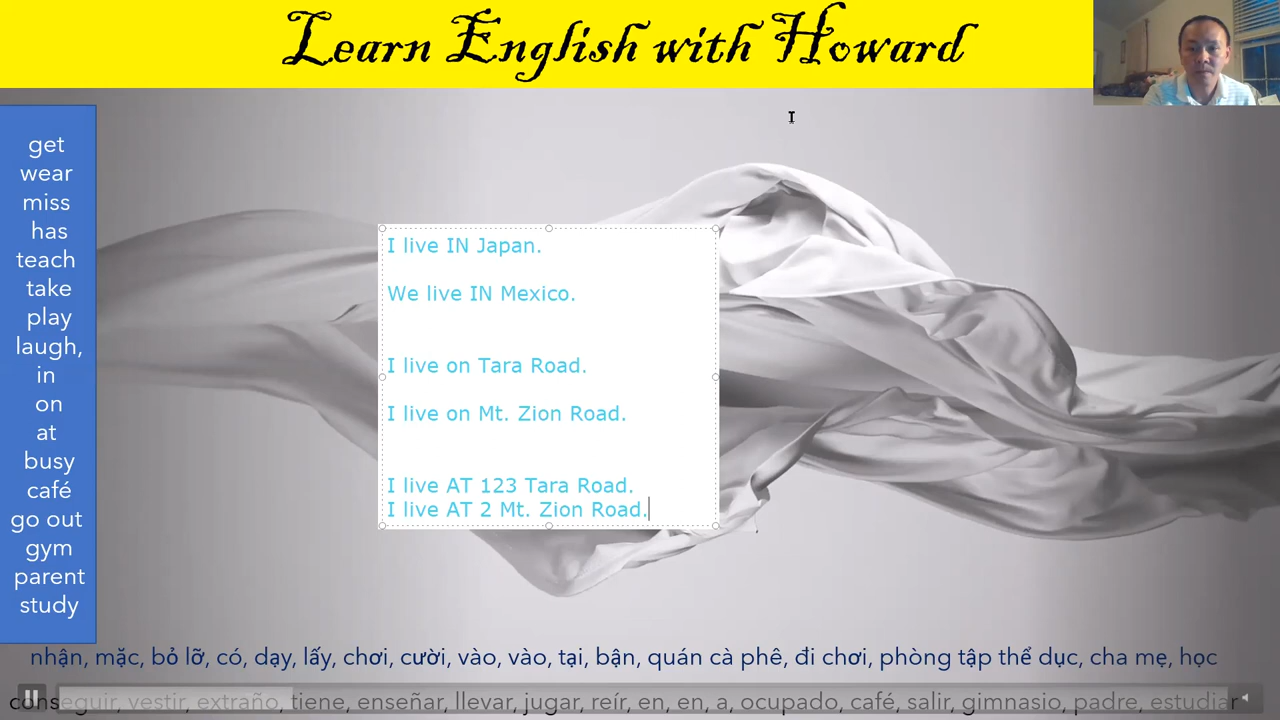 Learn English with Howard
get
wear
miss
has
teach
take
play
laugh,
in
on
at
busy
café
go out
gym
parent
study
I live IN Japan.
We live IN Mexico.
I live on Tara Road.
I live on Mt. Zion Road.
I live AT 123 Tara Road.
I live AT 2 Mt. Zion Road.
nhận, mặc, bỏ lỡ, có, dạy, lấy, chơi, cười, vào, vào, tại, bận, quán cà phê, đi chơi, phòng tập thể dục, cha mẹ, học
conseguir, vestir, extraño, tiene, enseñar, llevar, jugar, reír, en, en, a, ocupado, café, salir, gimnasio, padre, estudiar